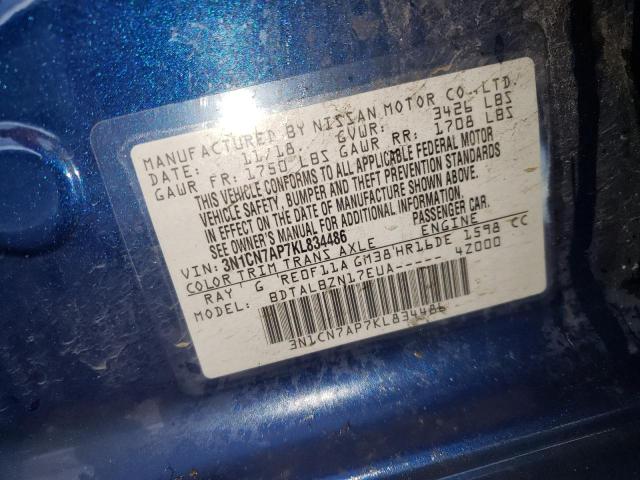 MANUFACTURED BY NISSAN MOTOR CO.,LTD.
DATE: 11/18 GVWR: 3426 LBS
GAWR FR: 1750 LBS GAWR RR: 1708 LBS
THIS VEHICLE CONFORMS TO ALL APPLICABLE FEDERAL MOTOR
VEHICLE SAFETY, BUMPER AND THEFT PREVENTION STANDARDS
IN EFFECT ON THE DATE OF MANUFACTURE SHOWN ABOVE.
SEE OWNER'S MANUAL FOR ADDITIONAL INFORMATION.
VIN: 3N1CN7AP7KL834486 PASSENGER CAR.
COLOR TRIM TRANS AXLE ENGINE
RAY G RE0F11A GM38 HR16DE 1598 CC
MODEL: BDTALBZN17EUA----- 42000
3N1CN7AP7KL834486